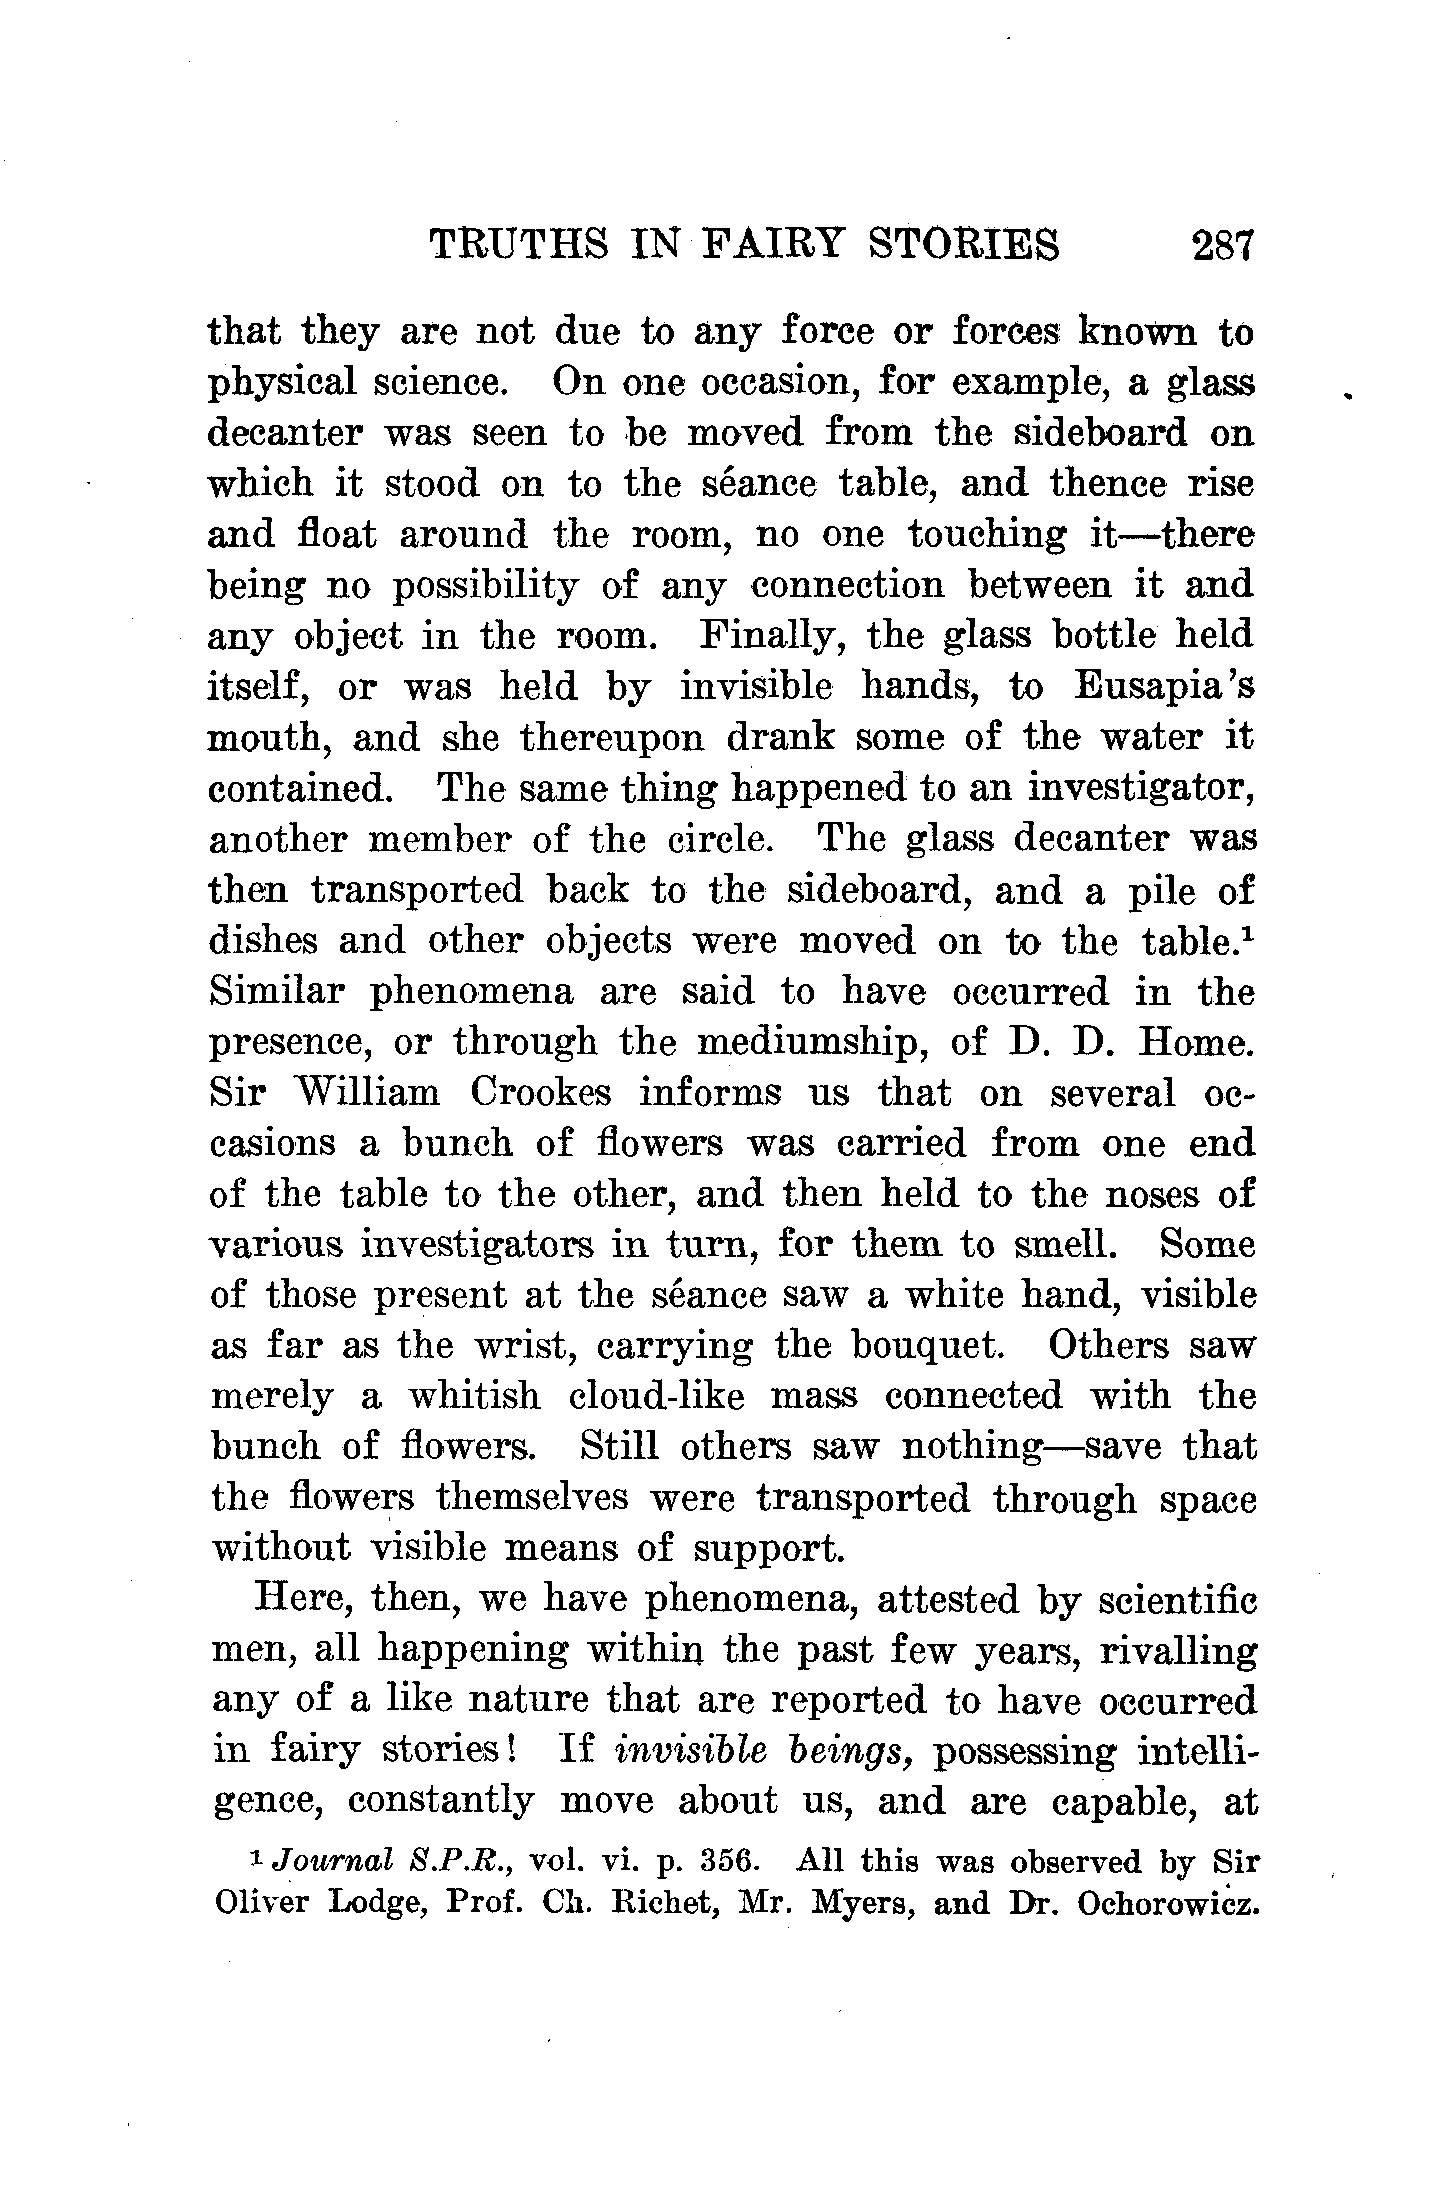 TRUTHS IN FAIRY STORIES 287
that they are not due to any force or forces known to
physical science. On one occasion, for example, a glass
decanter was seen to be moved from the sideboard on
which it stood on to the séance table, and thence rise
and float around the room, no one touching it—there
being no possibility of any connection between it and
any object in the room. Finally, the glass bottle held
itself, or was held by invisible hands, to Eusapia's
mouth, and she thereupon drank some of the water it
contained. The same thing happened to an investigator,
another member of the circle. The glass decanter was
then transported back to the sideboard, and a pile of
dishes and other objects were moved on to the table.¹
Similar phenomena are said to have occurred in the
presence, or through the mediumship, of D. D. Home.
Sir William Crookes informs us that on several oc-
casions a bunch of flowers was carried from one end
of the table to the other, and then held to the noses of
various investigators in turn, for them to smell. Some
of those present at the séance saw a white hand, visible
as far as the wrist, carrying the bouquet. Others saw
merely a whitish cloud-like mass connected with the
bunch of flowers. Still others saw nothing—save that
the flowers themselves were transported through space
without visible means of support.
Here, then, we have phenomena, attested by scientific
men, all happening within the past few years, rivalling
any of a like nature that are reported to have occurred
in fairy stories! If invisible beings, possessing intelli-
gence, constantly move about us, and are capable, at
¹ Journal S.P.R., vol. vi. p. 356. All this was observed by Sir
Oliver Lodge, Prof. Ch. Richet, Mr. Myers, and Dr. Ochorowicz.